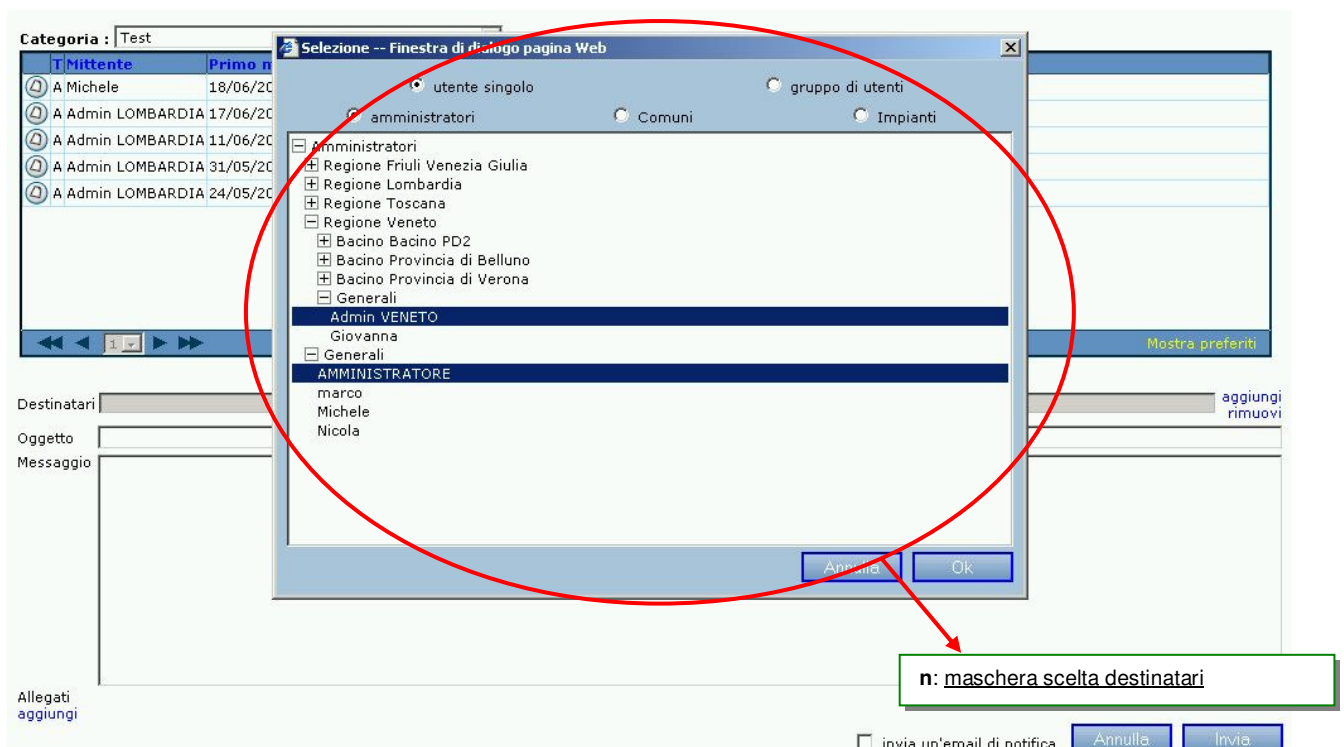 Categoria : Test
Selezione -- Finestra di dialogo pagina Web
T Mittente Primo
A Michele 18/06/20
A Admin LOMBARDIA 17/06/20
A Admin LOMBARDIA 11/06/20
A Admin LOMBARDIA 31/05/20
A Admin LOMBARDIA 24/05/20
utente singolo gruppo di utenti
amministratori Comuni Impianti
Amministratori
Regione Friuli Venezia Giulia
Regione Lombardia
Regione Toscana
Regione Veneto
Bacino Bacino PD2
Bacino Provincia di Belluno
Bacino Provincia di Verona
Generali
Admin VENETO
Giovanna
Generali
AMMINISTRATORE
marco
Michele
Nicola
Annulla Ok
1 Mostra preferiti
Destinatari aggiungi
rimuovi
Oggetto
Messaggio
n: maschera scelta destinatari
Allegati
aggiungi
invia un'email di notifica Annulla Invia